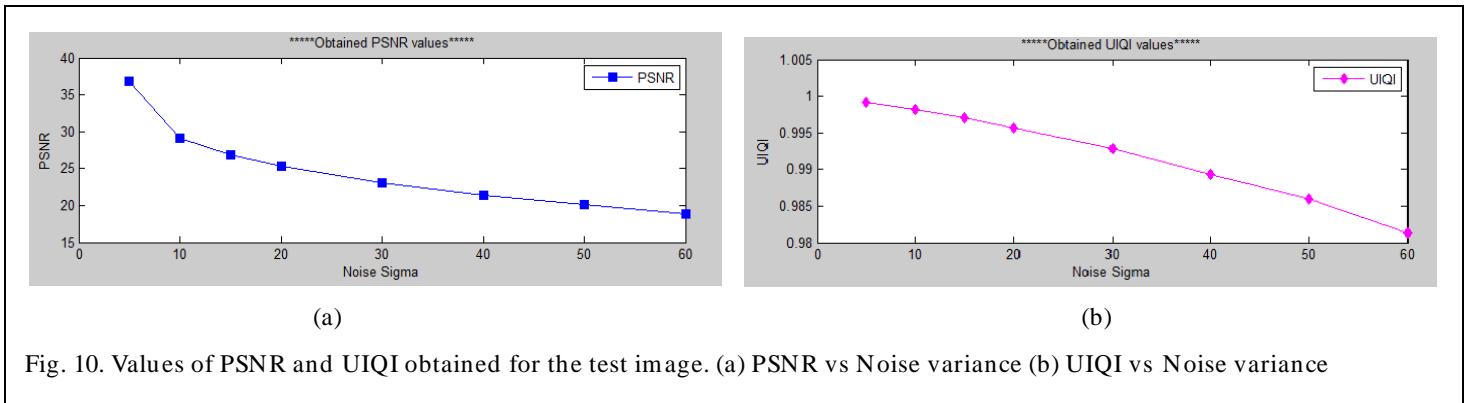 *****Obtained PSNR values*****
40
35
30
25
20
15
PSNR
PSNR
0 10 20 30 40 50 60
Noise Sigma
(a)
*****Obtained UIQI values*****
1.005
1
0.995
0.99
0.985
0.98
UIQI
UIQI
0 10 20 30 40 50 60
Noise Sigma
(b)
Fig. 10. Values of PSNR and UIQI obtained for the test image. (a) PSNR vs Noise variance (b) UIQI vs Noise variance